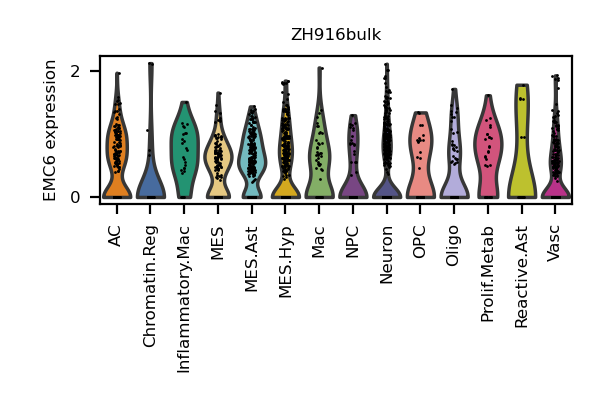 ZH916bulk
EMC6 expression
2
0
AC
Chromatin.Reg
Inflammatory.Mac
MES
MES.Ast
MES.Hyp
Mac
NPC
Neuron
OPC
Oligo
Prolif.Metab
Reactive.Ast
Vasc